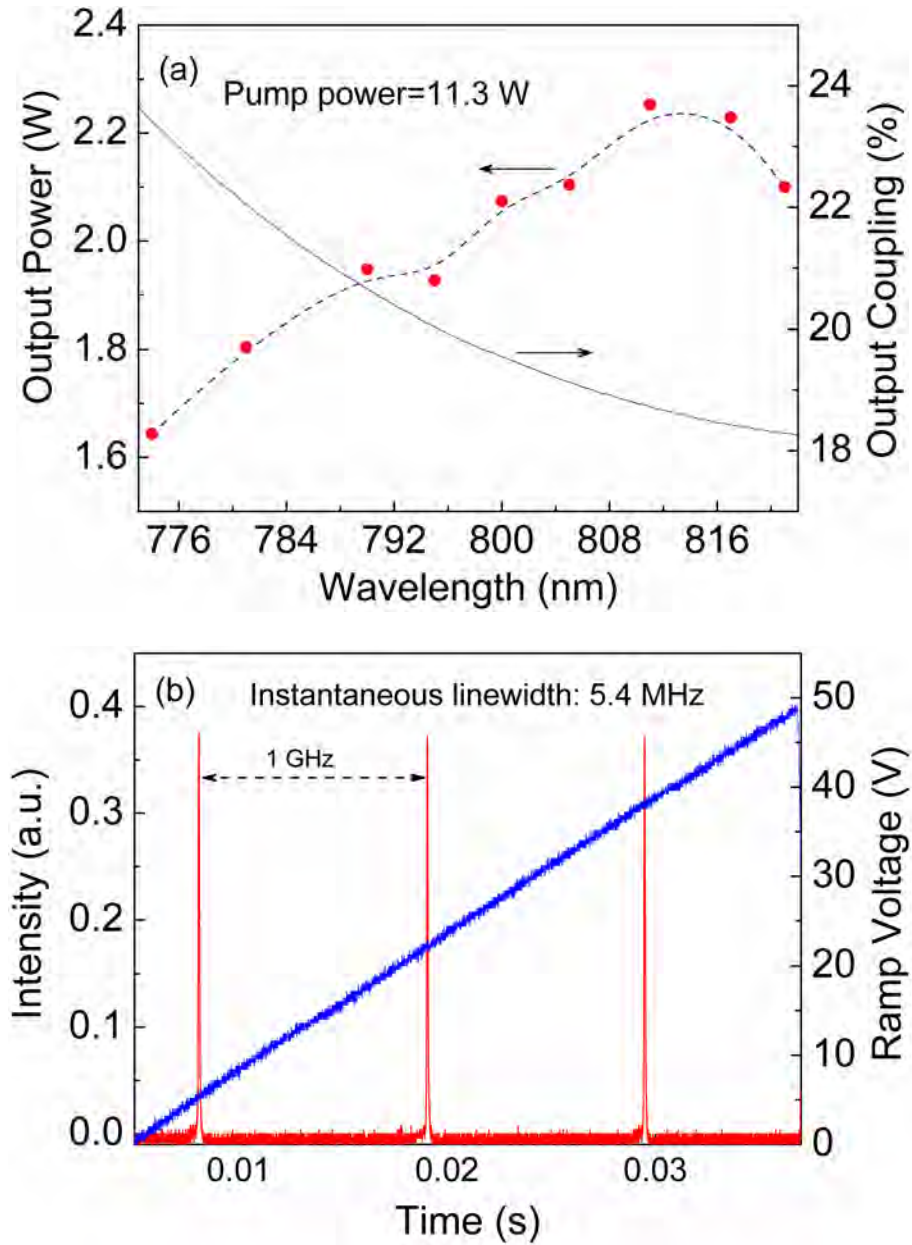 (a)
Pump power=11.3 W
2.4
2.2
2.0
1.8
1.6
Output Power (W)
24
22
20
18
Output Coupling (%)
776 784 792 800 808 816
Wavelength (nm)
(b)
Instantaneous linewidth: 5.4 MHz
1 GHz
0.4
0.3
0.2
0.1
0.0
Intensity (a.u.)
50
40
30
20
10
0
Ramp Voltage (V)
0.01 0.02 0.03
Time (s)